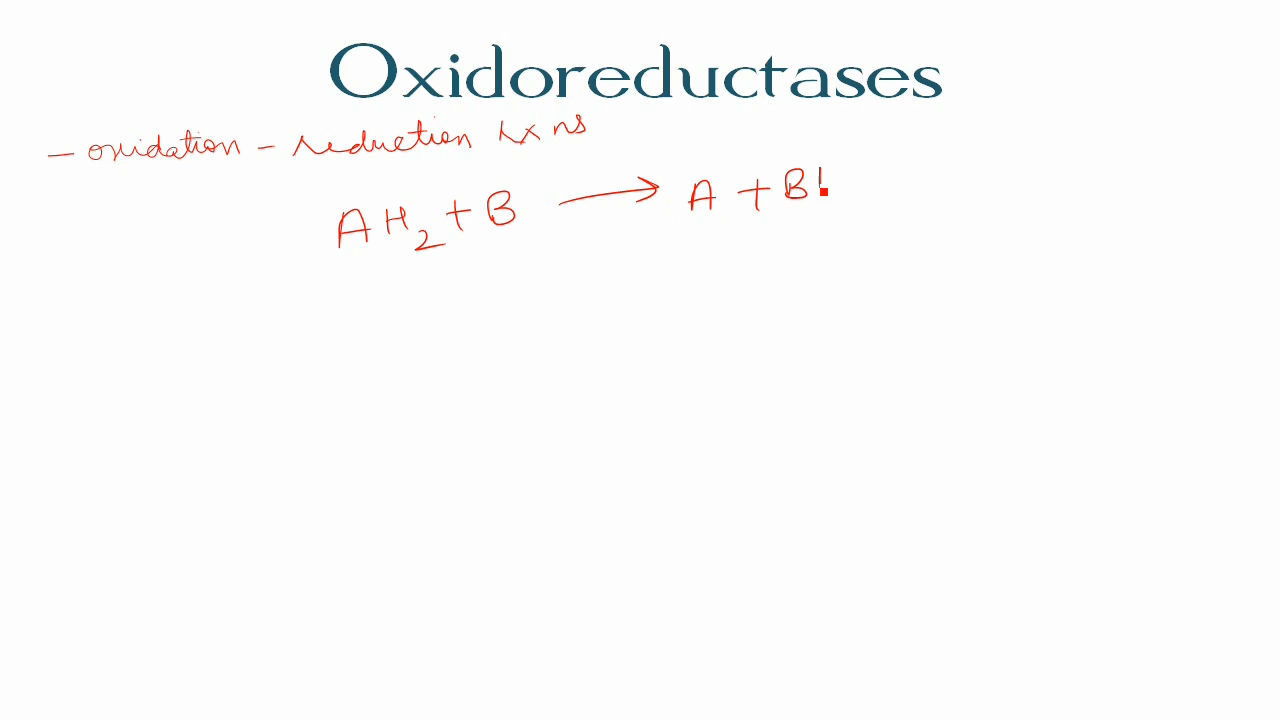 Oxidoreductases
– oxidation – reduction rxns
AH₂ + B → A + B